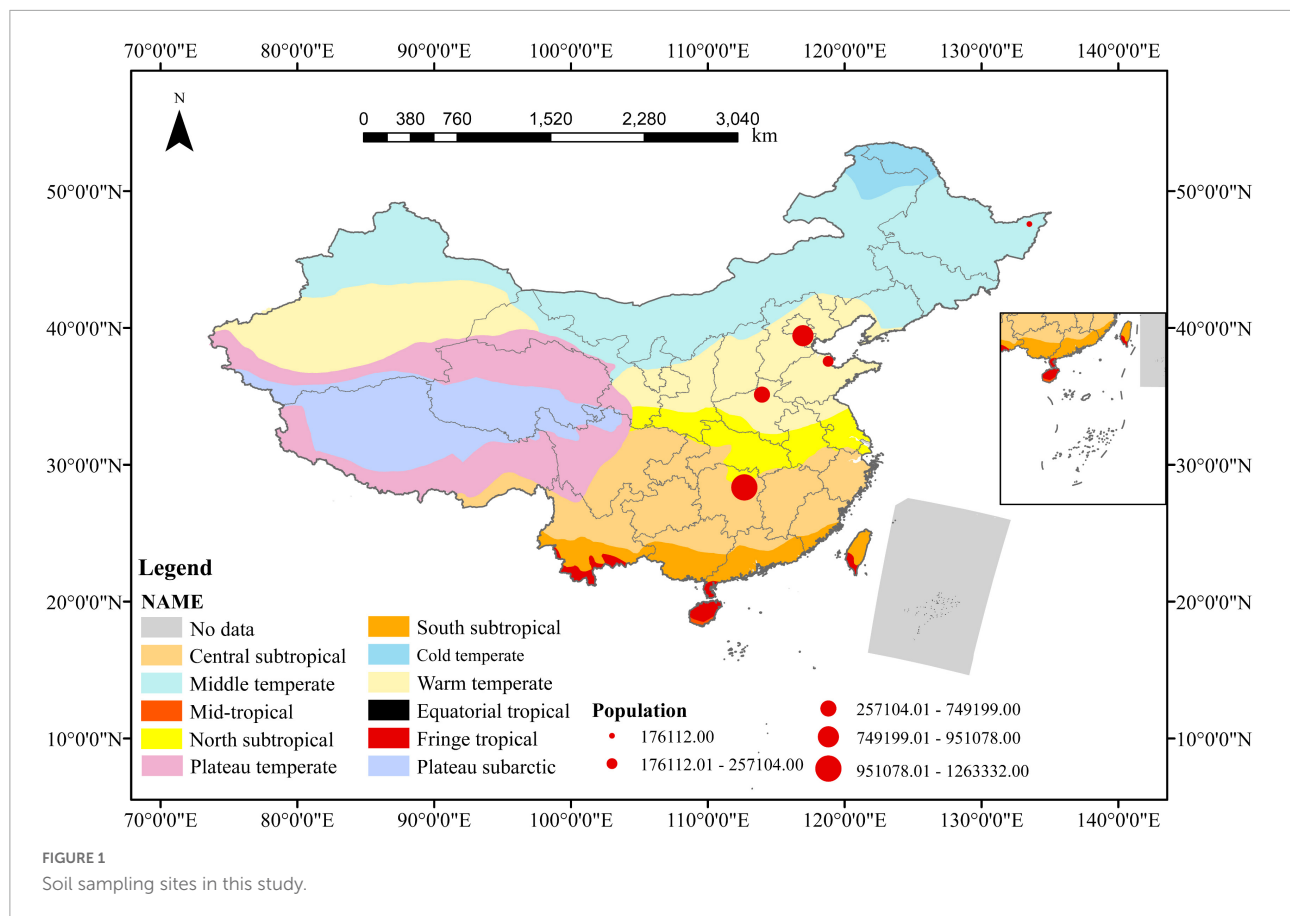 70°0'0"E 80°0'0"E 90°0'0"E 100°0'0"E 110°0'0"E 120°0'0"E 130°0'0"E 140°0'0"E
N
0 380 760 1,520 2,280 3,040
km
50°0'0"N 50°0'0"N
40°0'0"N 40°0'0"N
30°0'0"N 30°0'0"N
20°0'0"N 20°0'0"N
10°0'0"N 10°0'0"N
Legend
NAME
No data
Central subtropical
Middle temperate
Mid-tropical
North subtropical
Plateau temperate
South subtropical
Cold temperate
Warm temperate
Equatorial tropical
Fringe tropical
Plateau subarctic
Population
176112.00
176112.01 - 257104.00
257104.01 - 749199.00
749199.01 - 951078.00
951078.01 - 1263332.00
70°0'0"E 80°0'0"E 90°0'0"E 100°0'0"E 110°0'0"E 120°0'0"E 130°0'0"E 140°0'0"E
FIGURE 1
Soil sampling sites in this study.